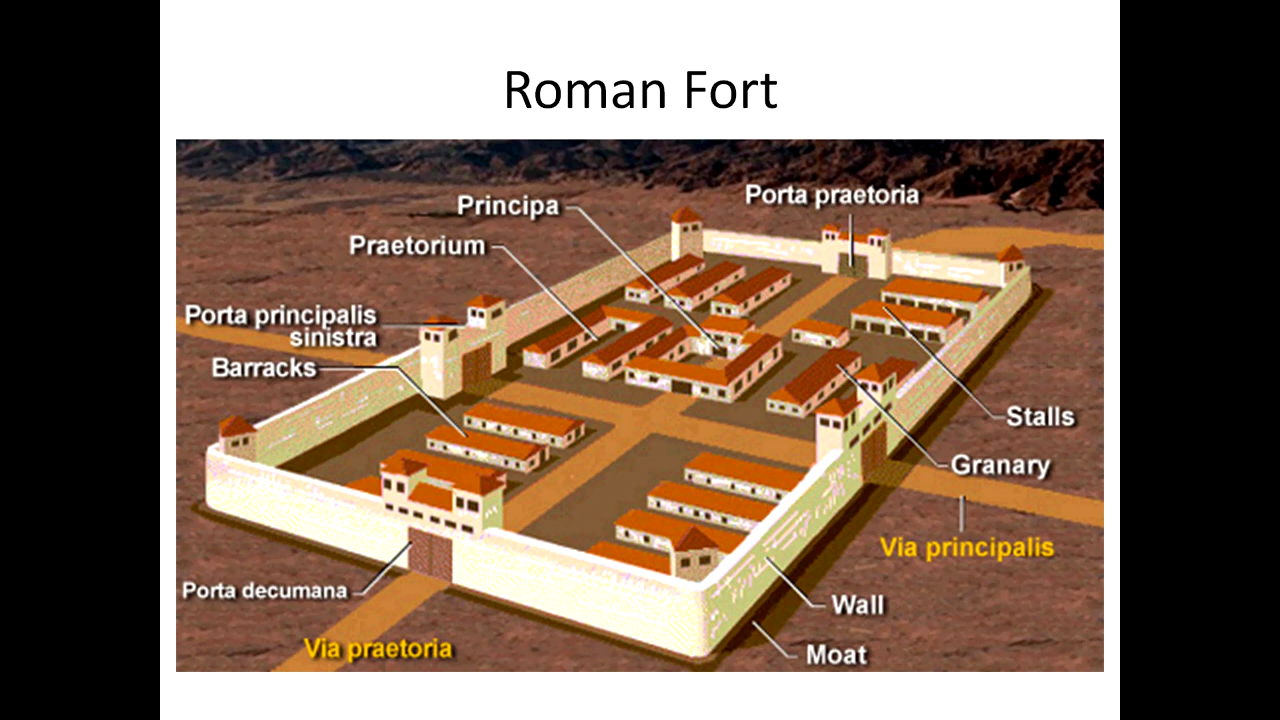 Roman Fort
Principa
Porta praetoria
Praetorium
Porta principalis
sinistra
Barracks
Stalls
Granary
Via principalis
Porta decumana
Wall
Via praetoria
Moat